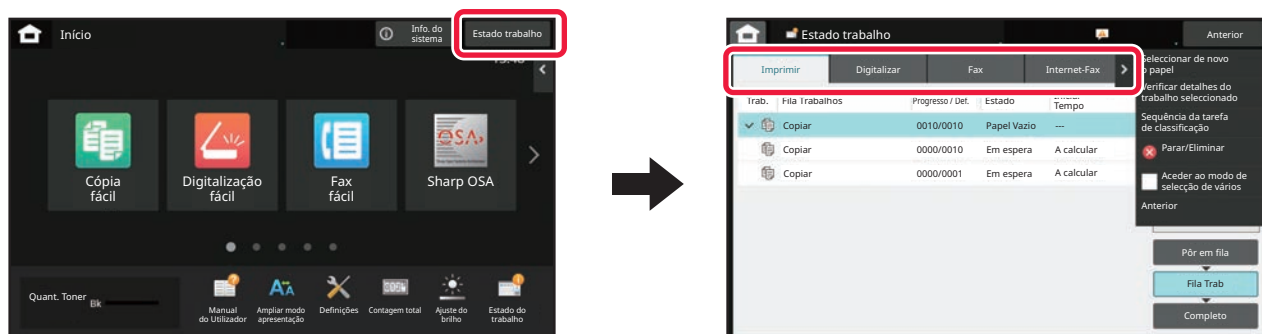 Início
Info. do
sistema
Estado trabalho
Cópia
fácil
Digitalização
fácil
Fax
fácil
OSA
Sharp OSA
Quant. Toner
Bk
Manual
do Utilizador
Ampliar modo
apresentação
Definições
Contagem total
Ajuste do
brilho
Estado do
trabalho
Estado trabalho
Anterior
Imprimir
Digitalizar
Fax
Internet-Fax
Seleccionar de novo
o papel
Verificar detalhes do
trabalho seleccionado
Sequência da tarefa
de classificação
Parar/Eliminar
Aceder ao modo de
selecção de vários
Anterior
Trab. Fila Trabalhos Progresso / Def. Estado
Tempo
Copiar 0010/0010 Papel Vazio ---
Copiar 0000/0010 Em espera A calcular
Copiar 0000/0001 Em espera A calcular
Pôr em fila
Fila Trab
Completo